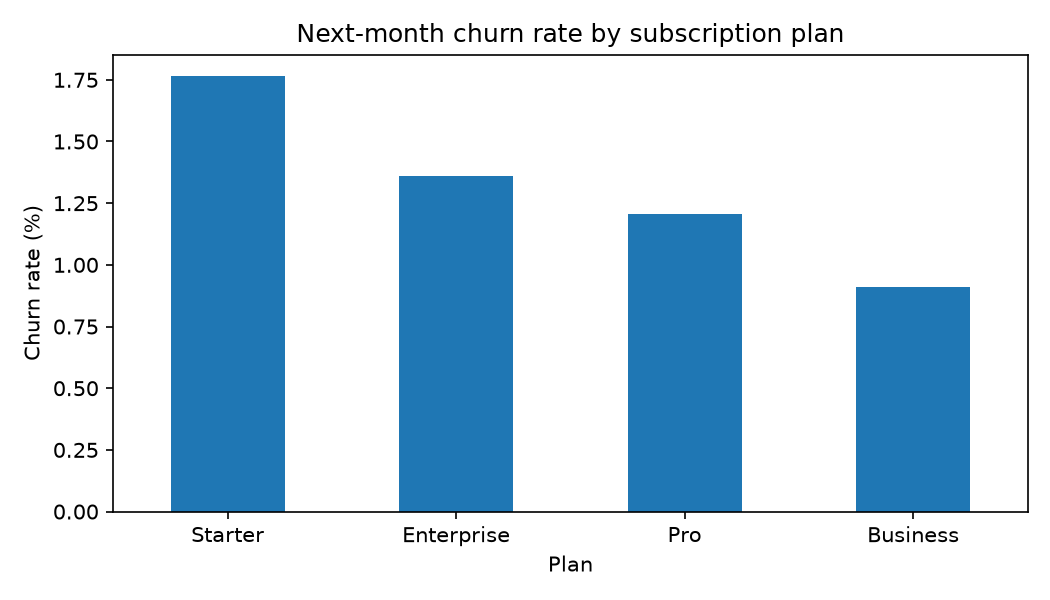 Next-month churn rate by subscription plan
Churn rate (%)
1.75
1.50
1.25
1.00
0.75
0.50
0.25
0.00
Starter Enterprise Pro Business
Plan